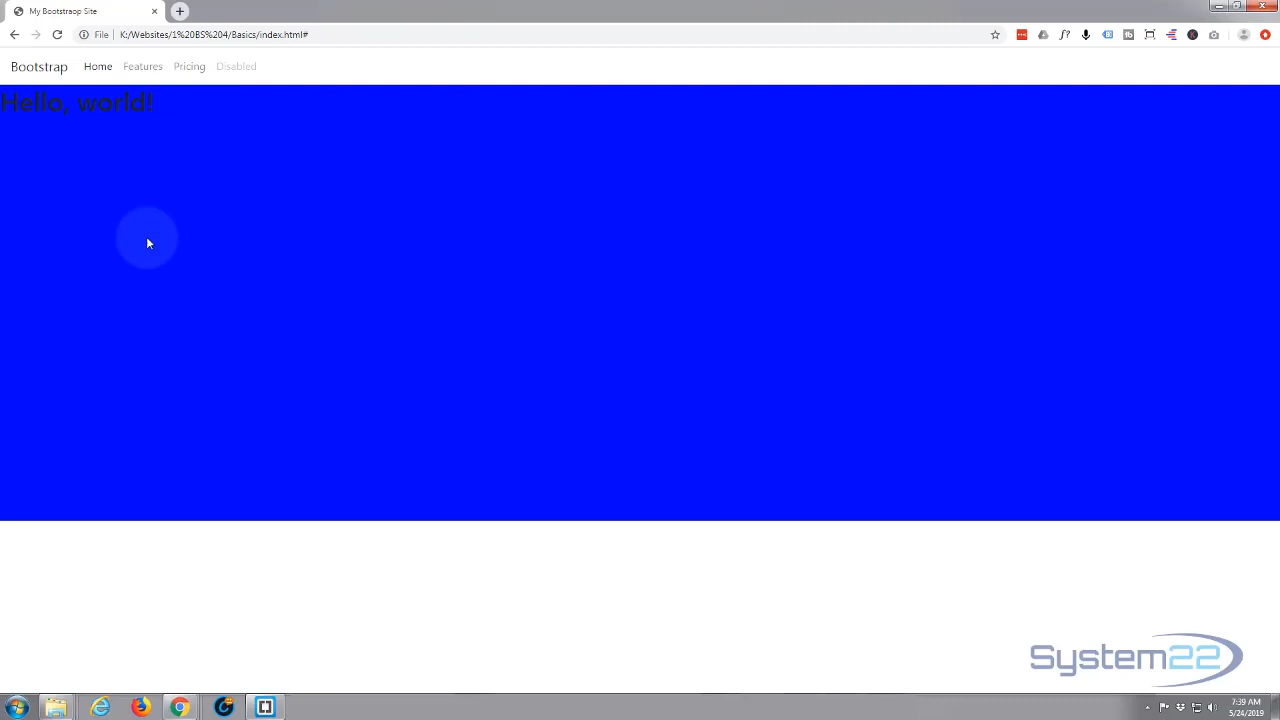 My Bootstraop Site
File
K:/Websites/1%20BS%204/Basics/index.html#
Bootstrap Home Features Pricing Disabled
Hello, world!
System22
7:39 AM
5/24/2019